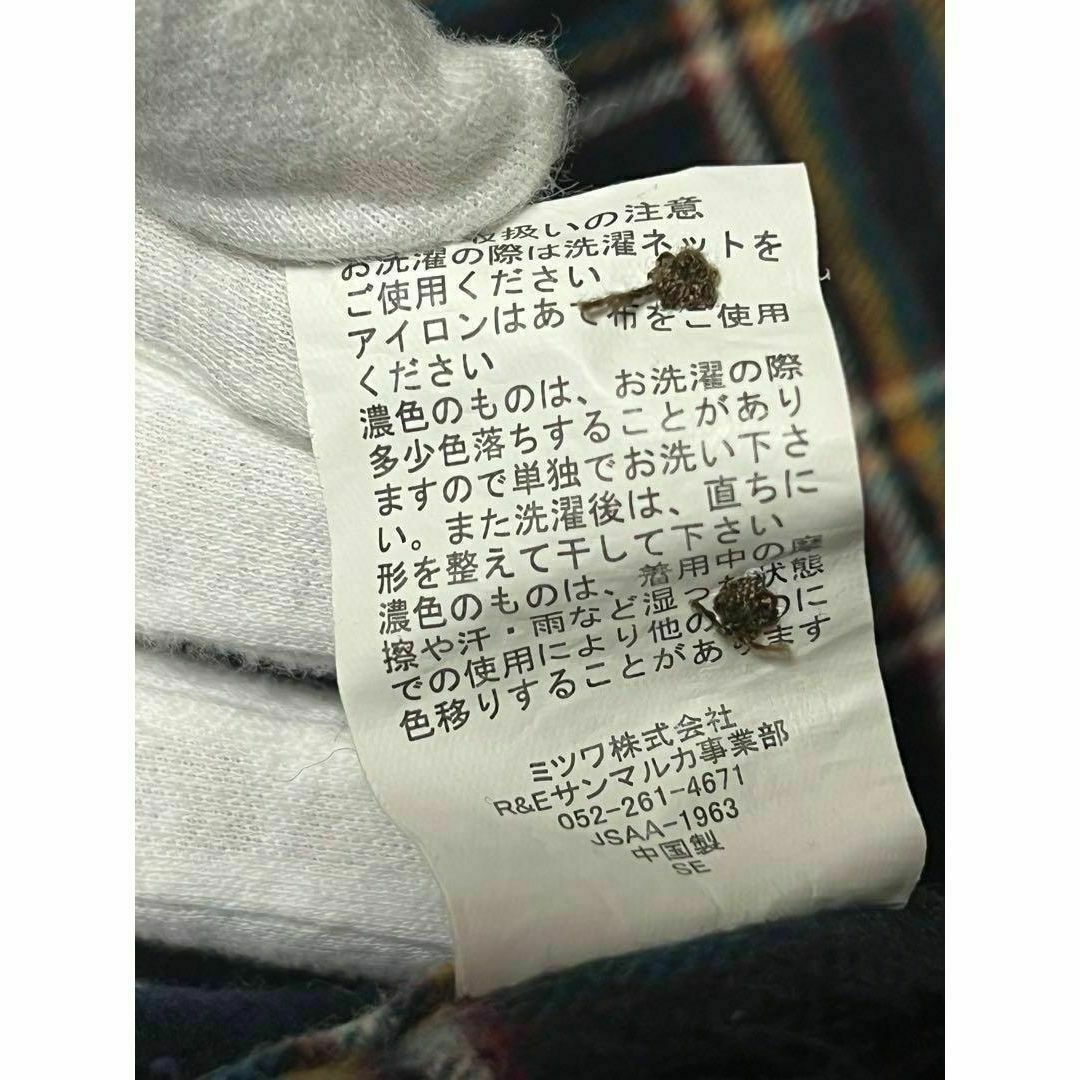 扱いの注意
お洗濯の際は洗濯ネットを
ご使用ください
アイロンはあて布をご使用
ください
濃色のものは、お洗濯の際
多少色落ちすることがあり
ますので単独でお洗い下さ
い。また洗濯後は、直ちに
形を整えて干して下さい
濃色のものは、着用中の摩
擦や汗・雨など湿った状態
での使用により他のものに
色移りすることがあります
ミツワ株式会社
R&Eサンマルカ事業部
052-261-4671
JSAA-1963
中国製
SE